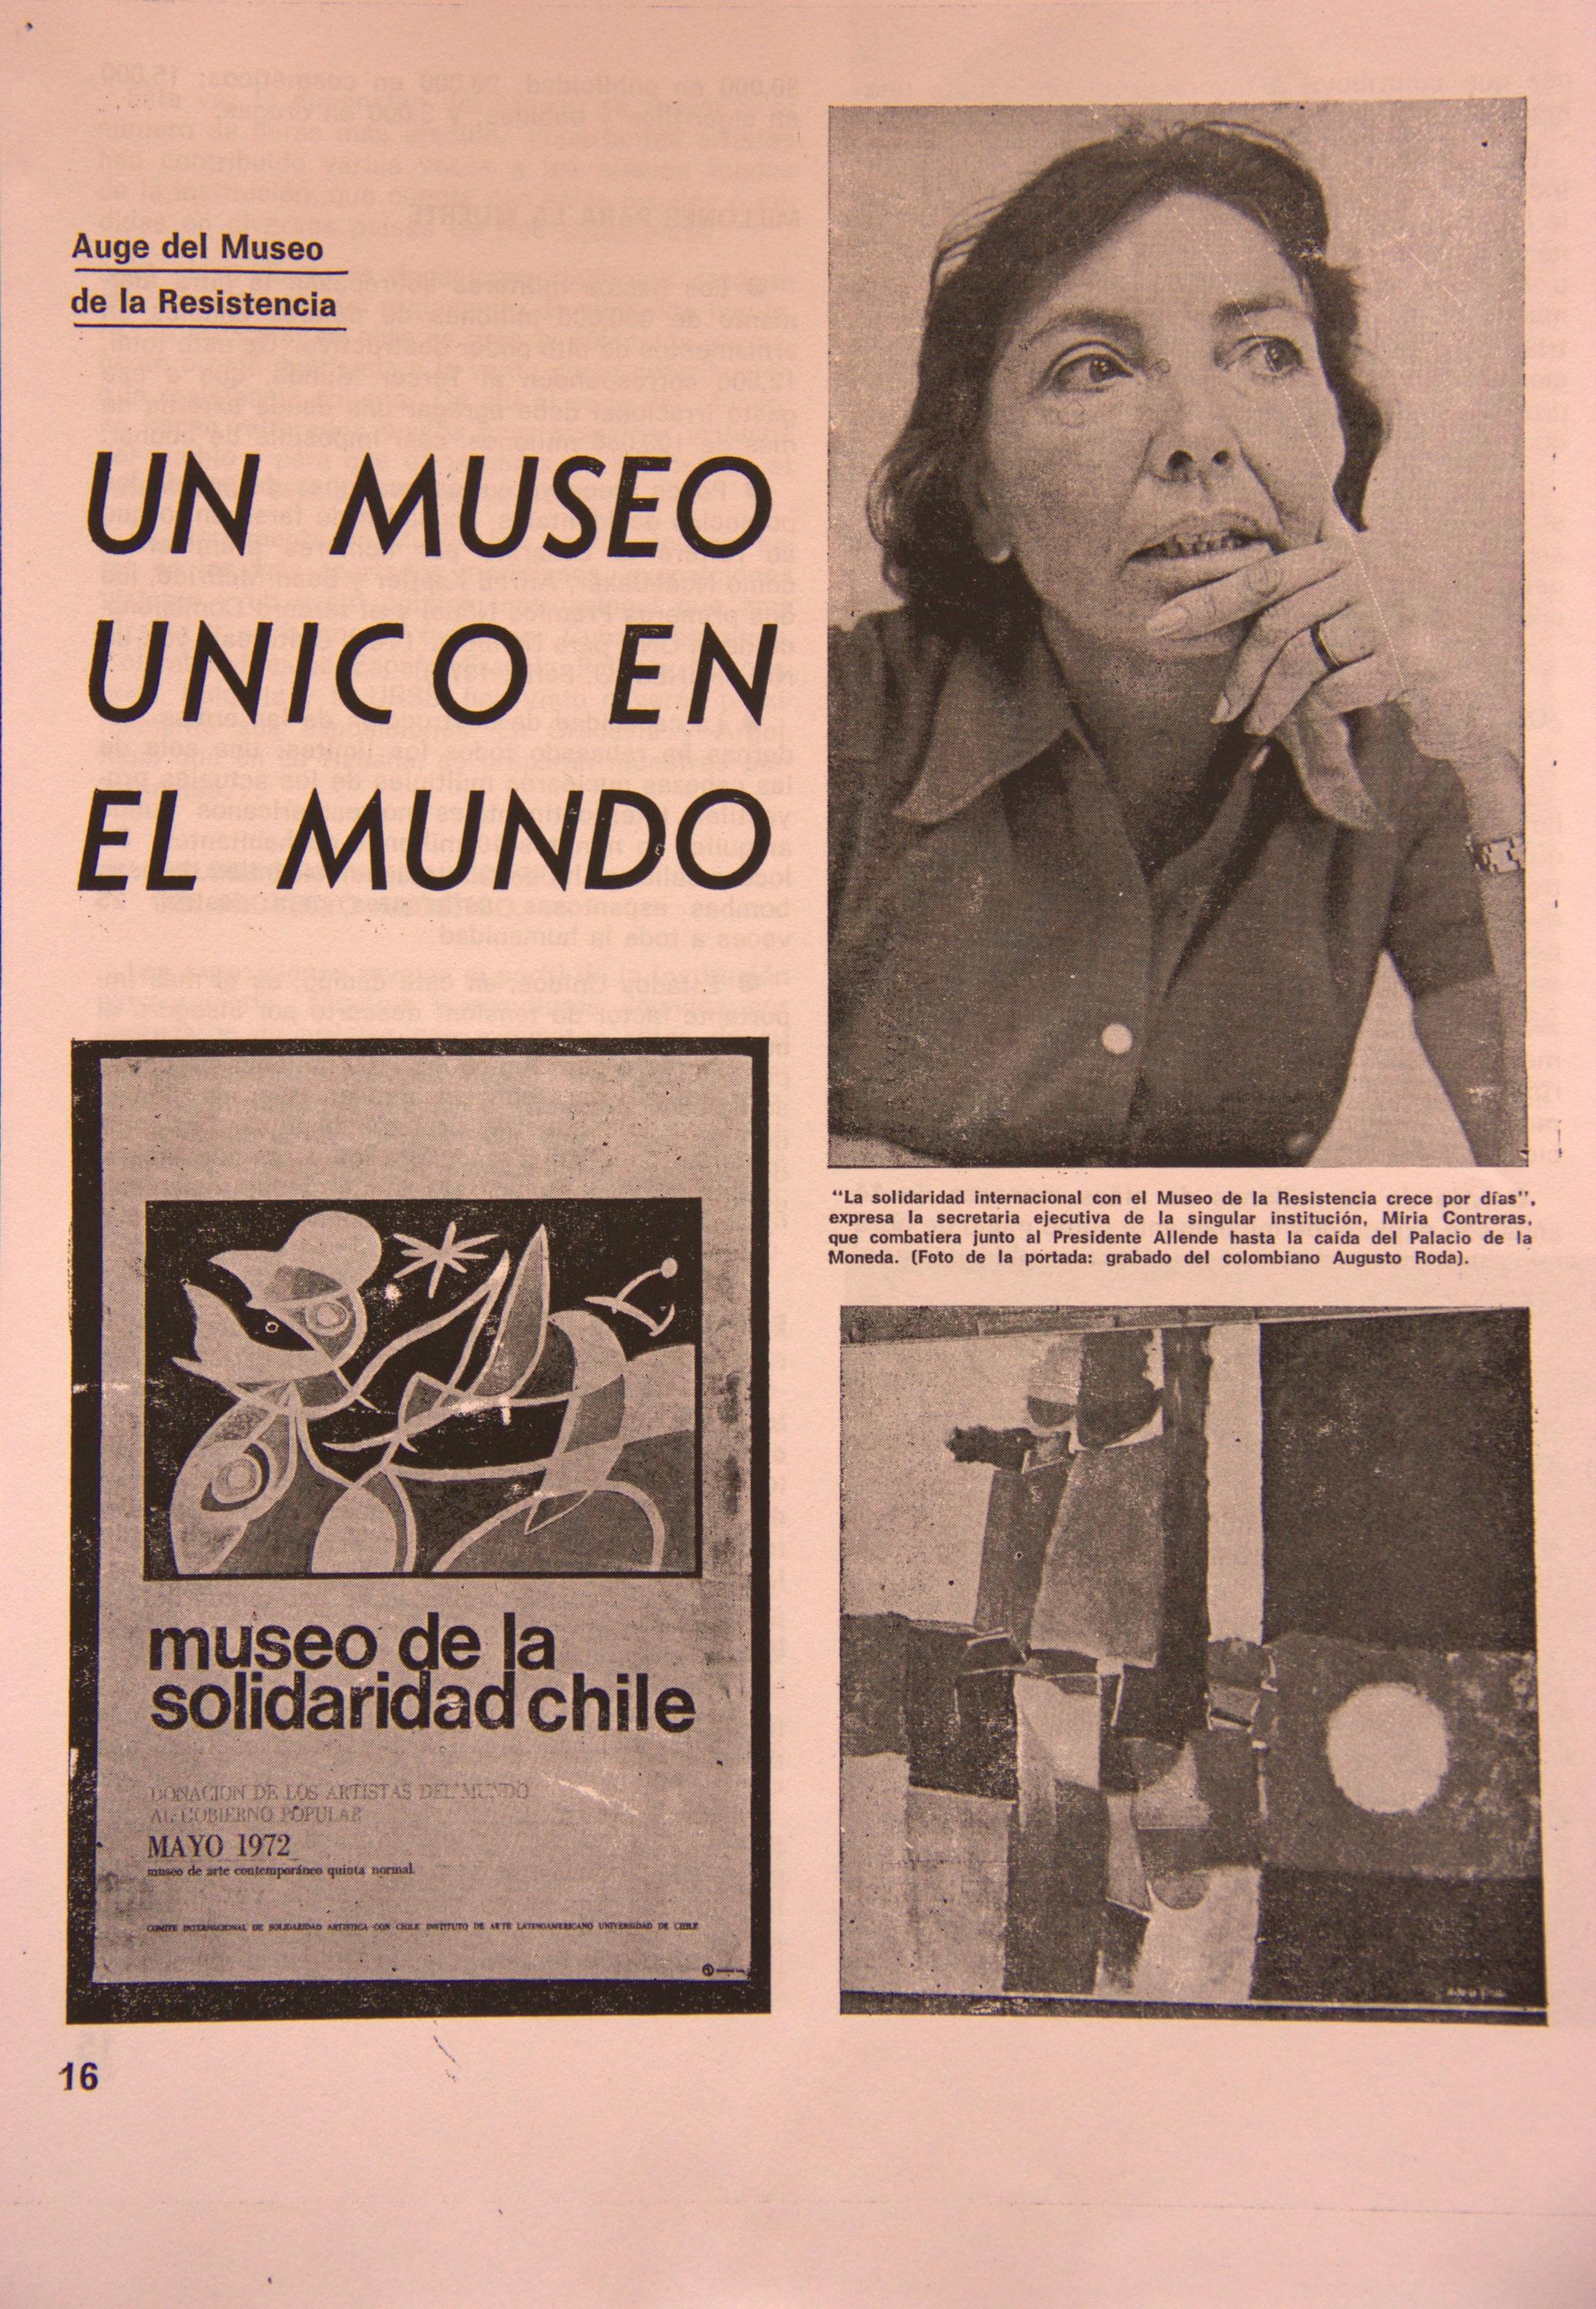 Auge del Museo
de la Resistencia
UN MUSEO
UNICO EN
EL MUNDO
"La solidaridad internacional con el Museo de la Resistencia crece por días",
expresa la secretaria ejecutiva de la singular institución, Miria Contreras,
que combatiera junto al Presidente Allende hasta la caída del Palacio de la
Moneda. (Foto de la portada: grabado del colombiano Augusto Roda).
museo de la
solidaridad chile
DONACION DE LOS ARTISTAS DEL MUNDO
AL GOBIERNO POPULAR
MAYO 1972
museo de arte contemporáneo quinta normal.
COMITE INTERNACIONAL DE SOLIDARIDAD ARTISTICA CON CHILE INSTITUTO DE ARTE LATINOAMERICANO UNIVERSIDAD DE CHILE
16